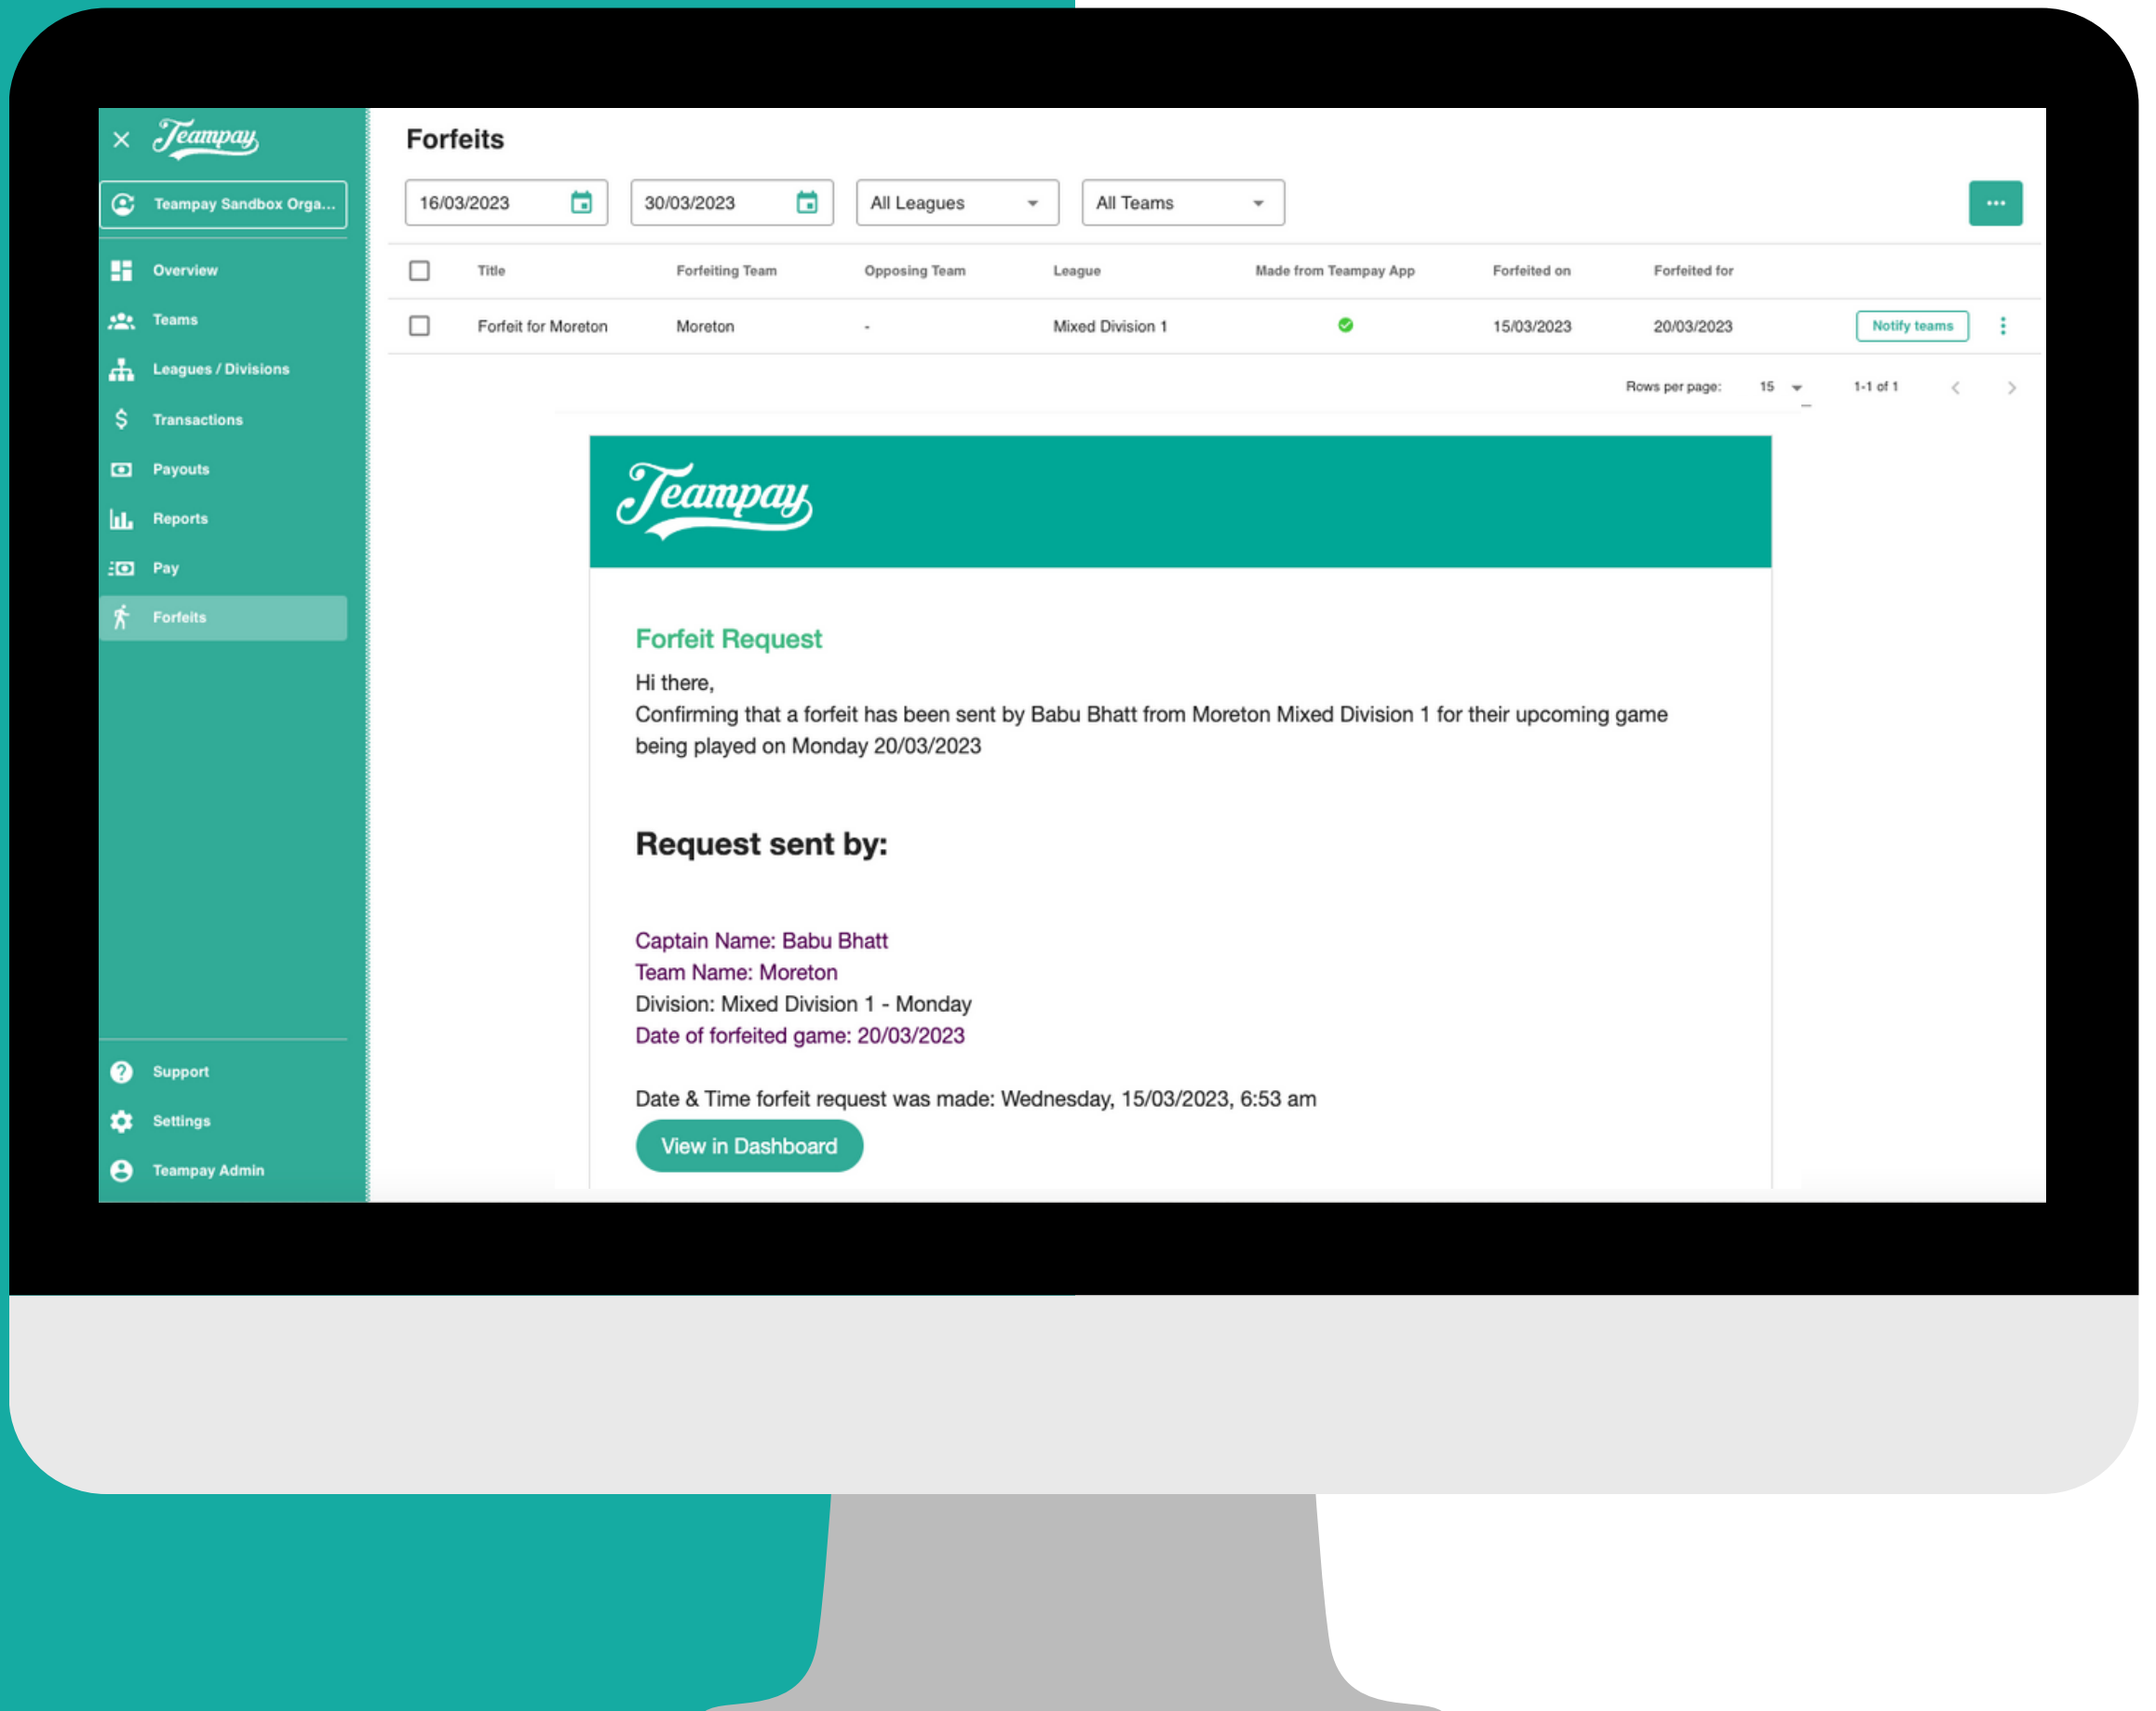 Teampay
Teampay Sandbox Orga...
Overview
Teams
Leagues / Divisions
Transactions
Payouts
Reports
Pay
Forfeits
Support
Settings
Teampay Admin
Forfeits
16/03/2023 30/03/2023 All Leagues All Teams
Title Forfeiting Team Opposing Team League Made from Teampay App Forfeited on Forfeited for
Forfeit for Moreton Moreton - Mixed Division 1 15/03/2023 20/03/2023 Notify teams
Rows per page: 15 1-1 of 1
Teampay
Forfeit Request
Hi there,
Confirming that a forfeit has been sent by Babu Bhatt from Moreton Mixed Division 1 for their upcoming game
being played on Monday 20/03/2023
Request sent by:
Captain Name: Babu Bhatt
Team Name: Moreton
Division: Mixed Division 1 - Monday
Date of forfeited game: 20/03/2023
Date & Time forfeit request was made: Wednesday, 15/03/2023, 6:53 am
View in Dashboard